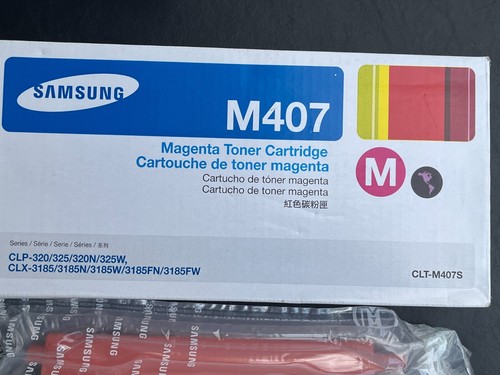 SAMSUNG
M407
Magenta Toner Cartridge
Cartouche de toner magenta
Cartucho de tóner magenta
Cartucho de toner magenta
紅色碳粉匣
M
Series / Série / Serie / Séries / 系列
CLP-320/325/320N/325W,
CLX-3185/3185N/3185W/3185FN/3185FW
CLT-M407S
SAMSUNG
SAMSUNG
SAMSUNG
SAMSUNG